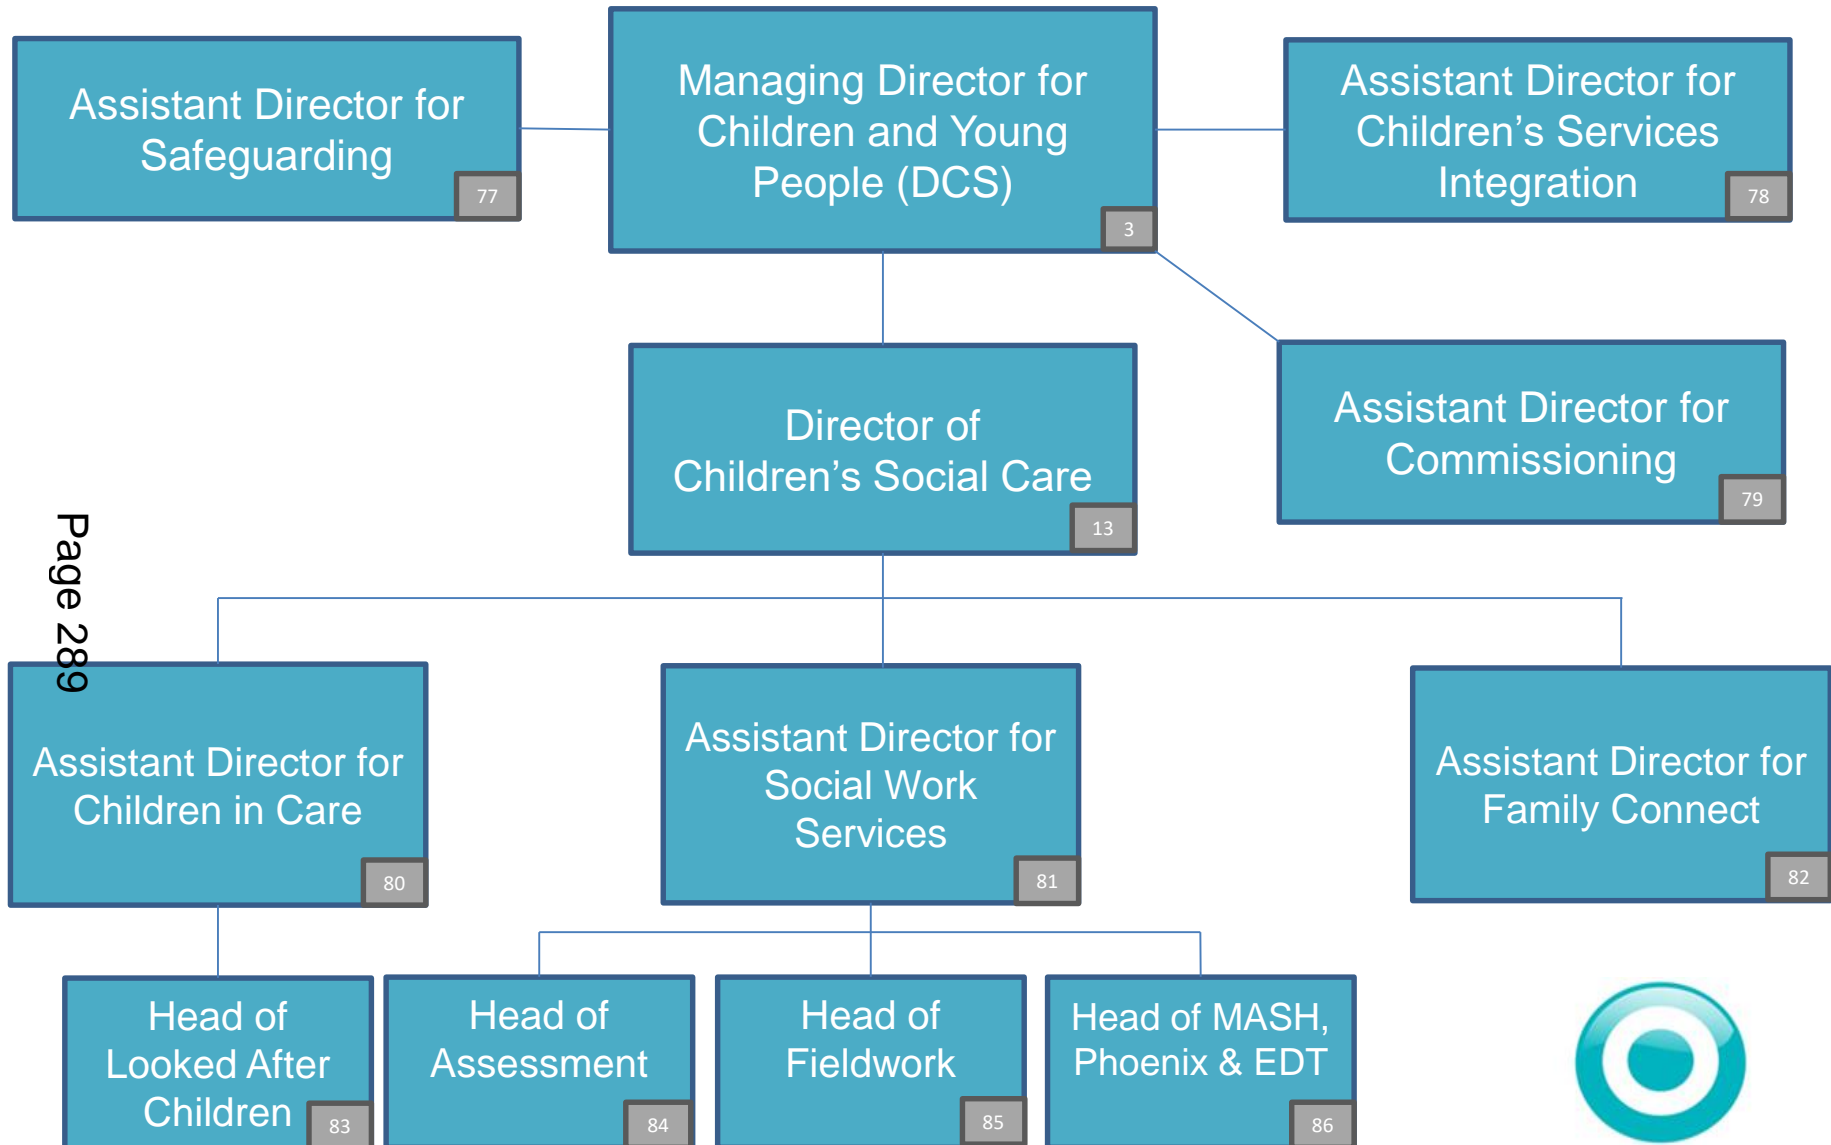 Assistant Director for
Safeguarding
77
Managing Director for
Children and Young
People (DCS)
3
Assistant Director for
Children’s Services
Integration
78
Director of
Children’s Social Care
13
Assistant Director for
Commissioning
79
Page 289
Assistant Director for
Children in Care
80
Assistant Director for
Social Work
Services
81
Assistant Director for
Family Connect
82
Head of
Looked After
Children
83
Head of
Assessment
84
Head of
Fieldwork
85
Head of MASH,
Phoenix & EDT
86